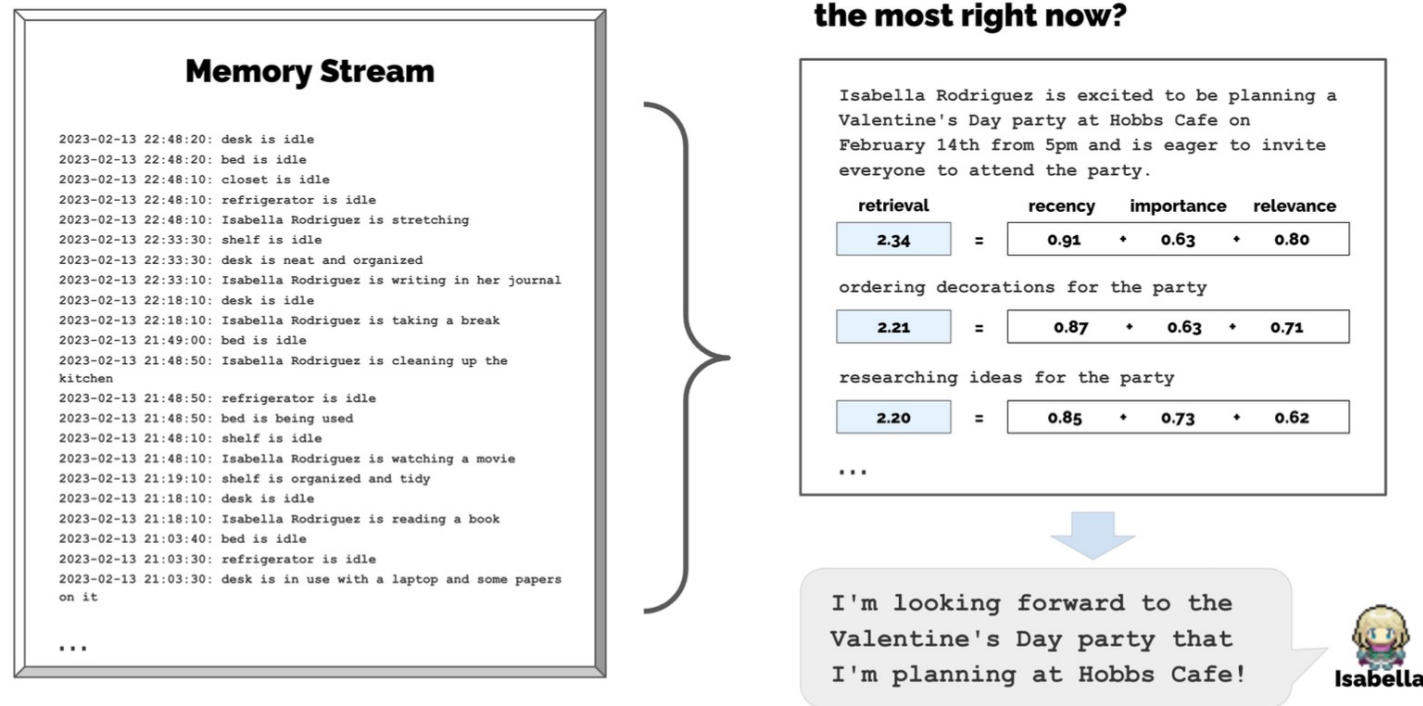 Memory Stream
2023-02-13 22:48:20: desk is idle
2023-02-13 22:48:20: bed is idle
2023-02-13 22:48:10: closet is idle
2023-02-13 22:48:10: refrigerator is idle
2023-02-13 22:48:10: Isabella Rodriguez is stretching
2023-02-13 22:33:30: shelf is idle
2023-02-13 22:33:30: desk is neat and organized
2023-02-13 22:33:10: Isabella Rodriguez is writing in her journal
2023-02-13 22:18:10: desk is idle
2023-02-13 22:18:10: Isabella Rodriguez is taking a break
2023-02-13 21:49:00: bed is idle
2023-02-13 21:48:50: Isabella Rodriguez is cleaning up the
kitchen
2023-02-13 21:48:50: refrigerator is idle
2023-02-13 21:48:50: bed is being used
2023-02-13 21:48:10: shelf is idle
2023-02-13 21:48:10: Isabella Rodriguez is watching a movie
2023-02-13 21:19:10: shelf is organized and tidy
2023-02-13 21:18:10: desk is idle
2023-02-13 21:18:10: Isabella Rodriguez is reading a book
2023-02-13 21:03:40: bed is idle
2023-02-13 21:03:30: refrigerator is idle
2023-02-13 21:03:30: desk is in use with a laptop and some papers
on it
...
the most right now?
Isabella Rodriguez is excited to be planning a
Valentine's Day party at Hobbs Cafe on
February 14th from 5pm and is eager to invite
everyone to attend the party.
retrieval recency importance relevance
2.34 = 0.91 + 0.63 + 0.80
ordering decorations for the party
2.21 = 0.87 + 0.63 + 0.71
researching ideas for the party
2.20 = 0.85 + 0.73 + 0.62
...
I'm looking forward to the
Valentine's Day party that
I'm planning at Hobbs Cafe!
Isabella